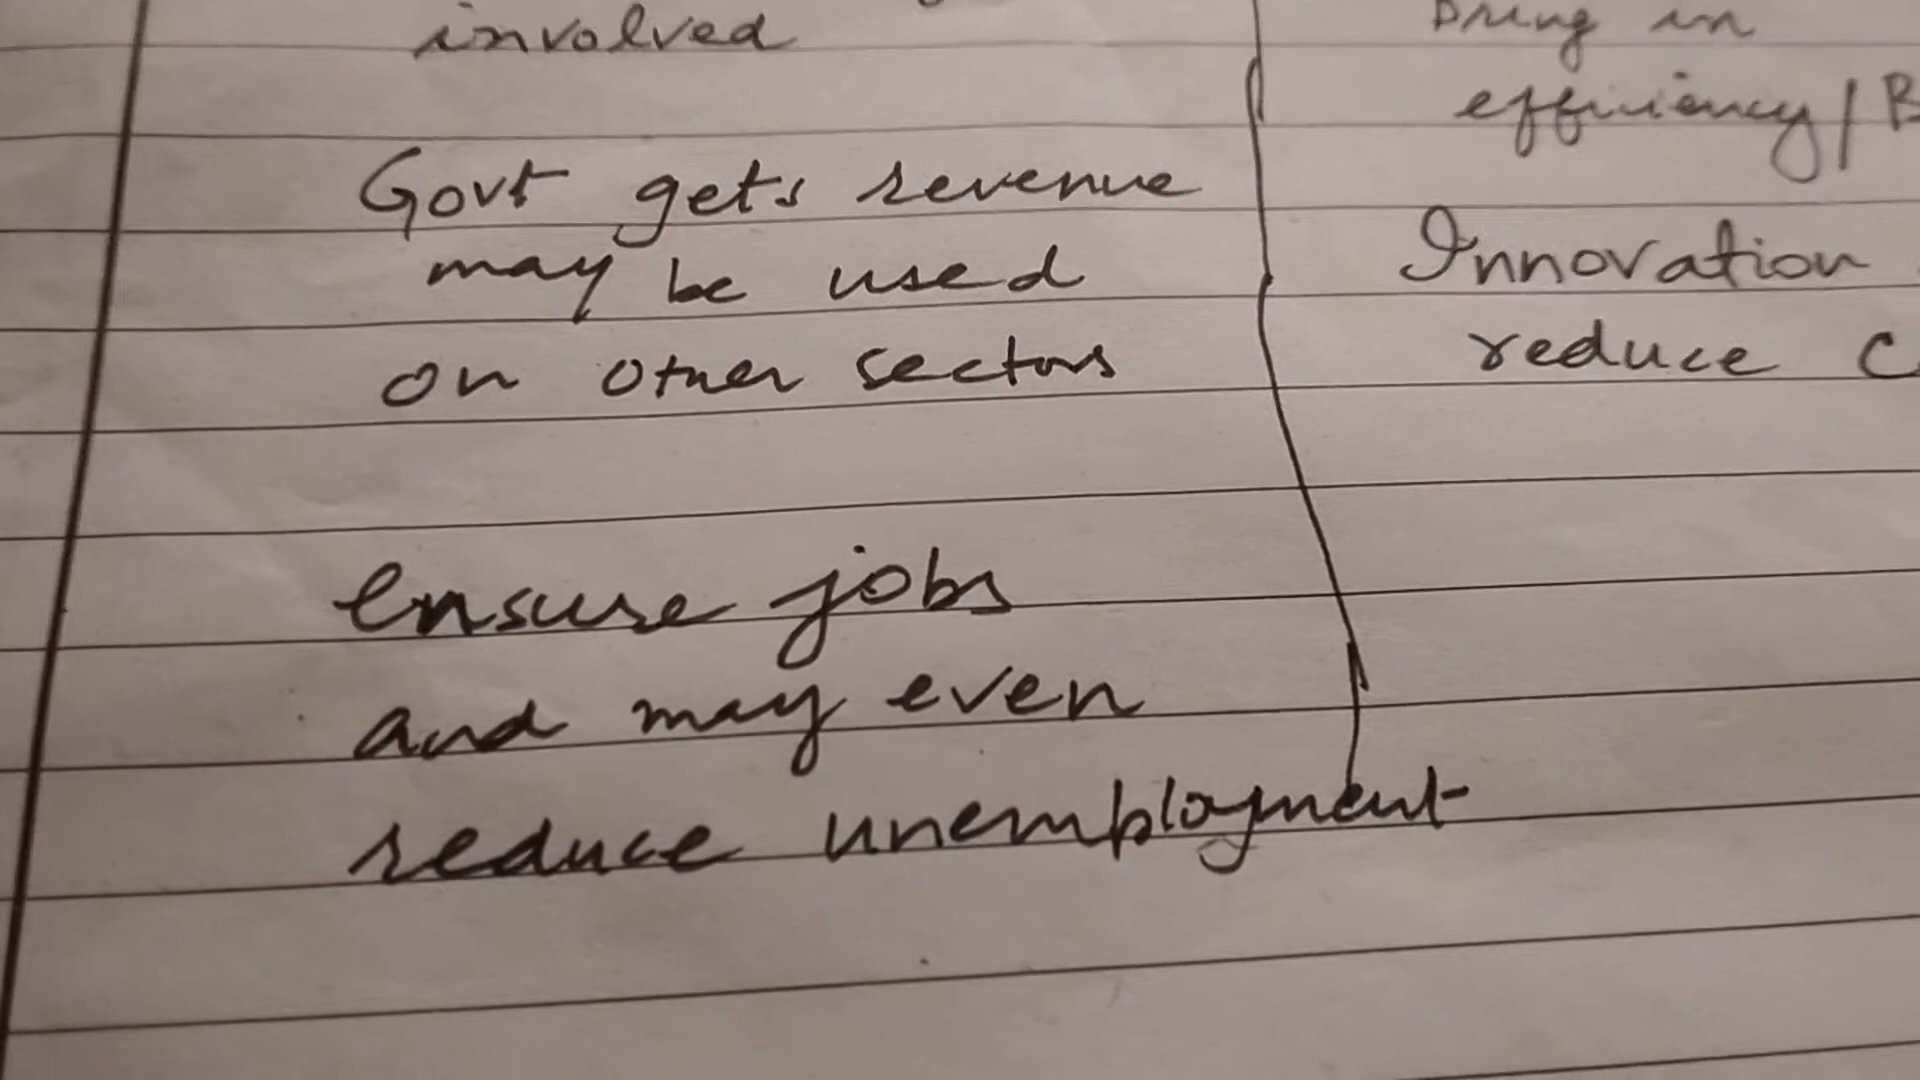 involved
Govt gets revenue
may be used
on other sectors
ensure jobs
and may even
reduce unemployment
bring in
efficiency/
Innovation
reduce